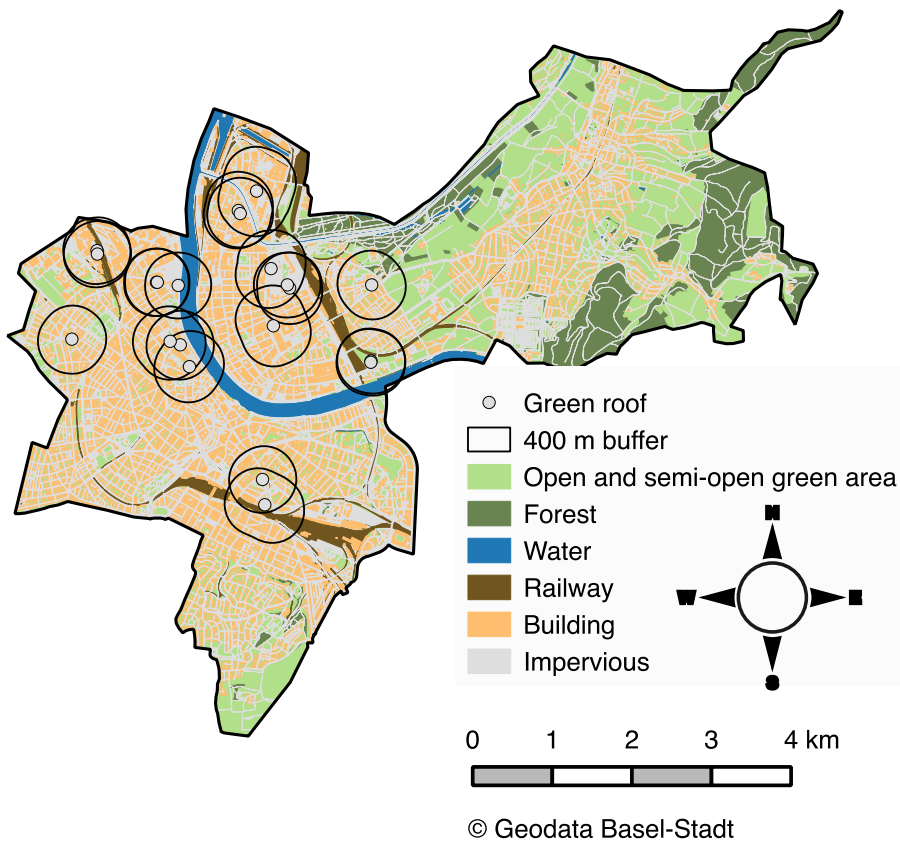 Green roof
400 m buffer
Open and semi-open green area
Forest
N
Water
Railway
W E
Building
Impervious
S
0 1 2 3 4 km
© Geodata Basel-Stadt